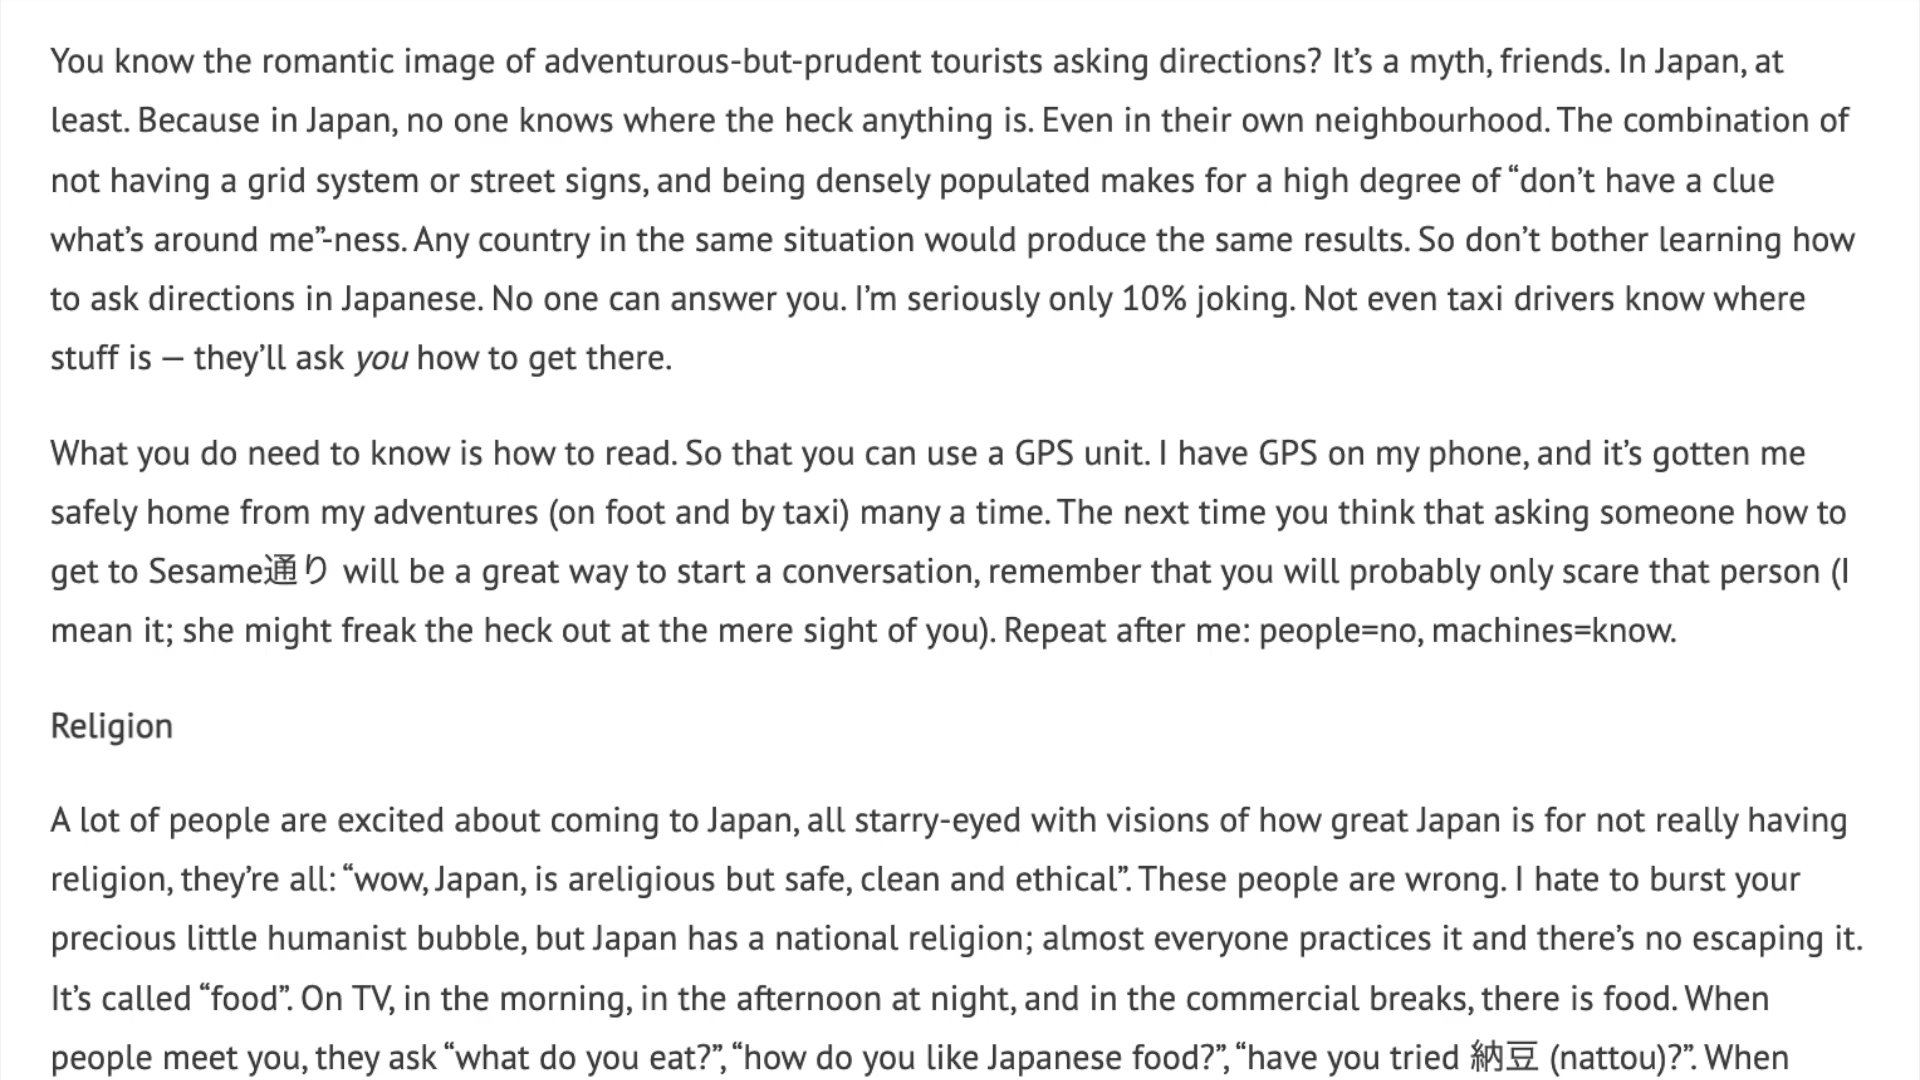 You know the romantic image of adventurous-but-prudent tourists asking directions? It’s a myth, friends. In Japan, at
least. Because in Japan, no one knows where the heck anything is. Even in their own neighbourhood. The combination of
not having a grid system or street signs, and being densely populated makes for a high degree of “don’t have a clue
what’s around me”-ness. Any country in the same situation would produce the same results. So don’t bother learning how
to ask directions in Japanese. No one can answer you. I’m seriously only 10% joking. Not even taxi drivers know where
stuff is — they’ll ask you how to get there.
What you do need to know is how to read. So that you can use a GPS unit. I have GPS on my phone, and it’s gotten me
safely home from my adventures (on foot and by taxi) many a time. The next time you think that asking someone how to
get to Sesame通り will be a great way to start a conversation, remember that you will probably only scare that person (I
mean it; she might freak the heck out at the mere sight of you). Repeat after me: people=no, machines=know.
Religion
A lot of people are excited about coming to Japan, all starry-eyed with visions of how great Japan is for not really having
religion, they’re all: “wow, Japan, is areligious but safe, clean and ethical”. These people are wrong. I hate to burst your
precious little humanist bubble, but Japan has a national religion; almost everyone practices it and there’s no escaping it.
It’s called “food”. On TV, in the morning, in the afternoon at night, and in the commercial breaks, there is food. When
people meet you, they ask “what do you eat?”, “how do you like Japanese food?”, “have you tried 納豆 (nattou)?”. When